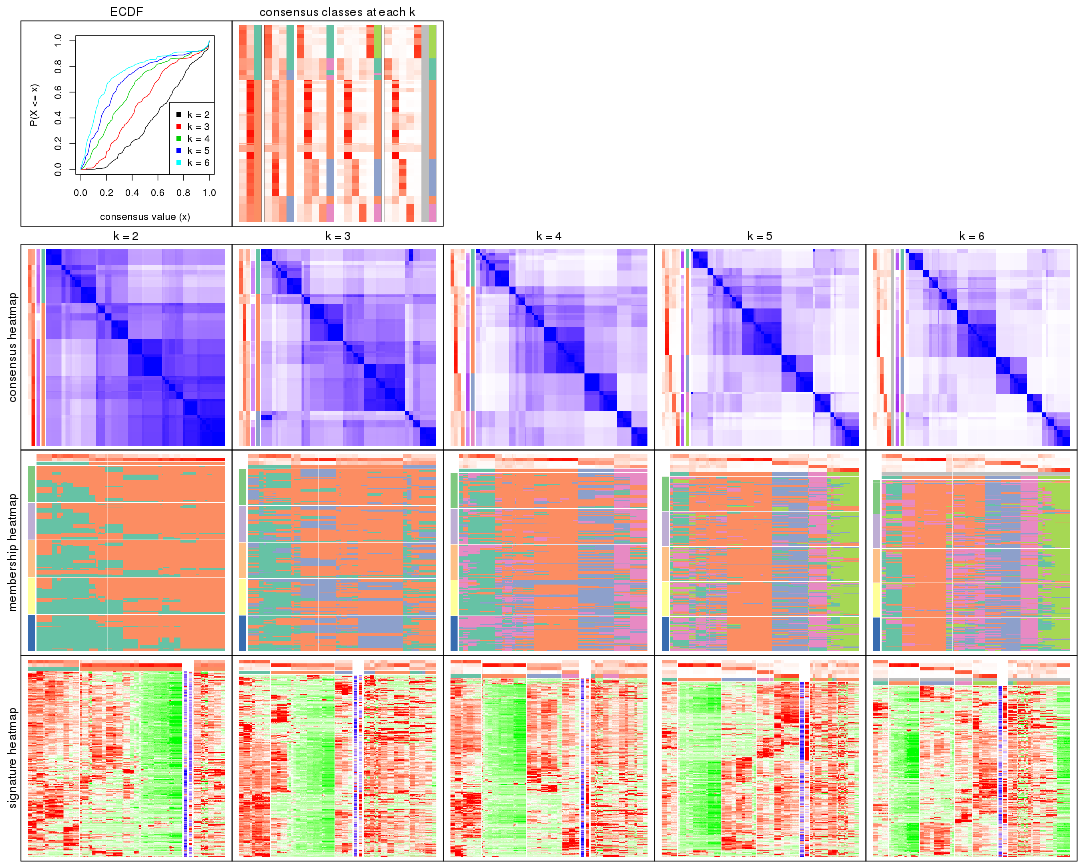 ECDF
consensus classes at each k
P(X <= x)
0.0 0.2 0.4 0.6 0.8 1.0
k = 2
k = 3
k = 4
k = 5
k = 6
0.0 0.2 0.4 0.6 0.8 1.0
consensus value (x)
k = 2 k = 3 k = 4 k = 5 k = 6
consensus heatmap
membership heatmap
signature heatmap